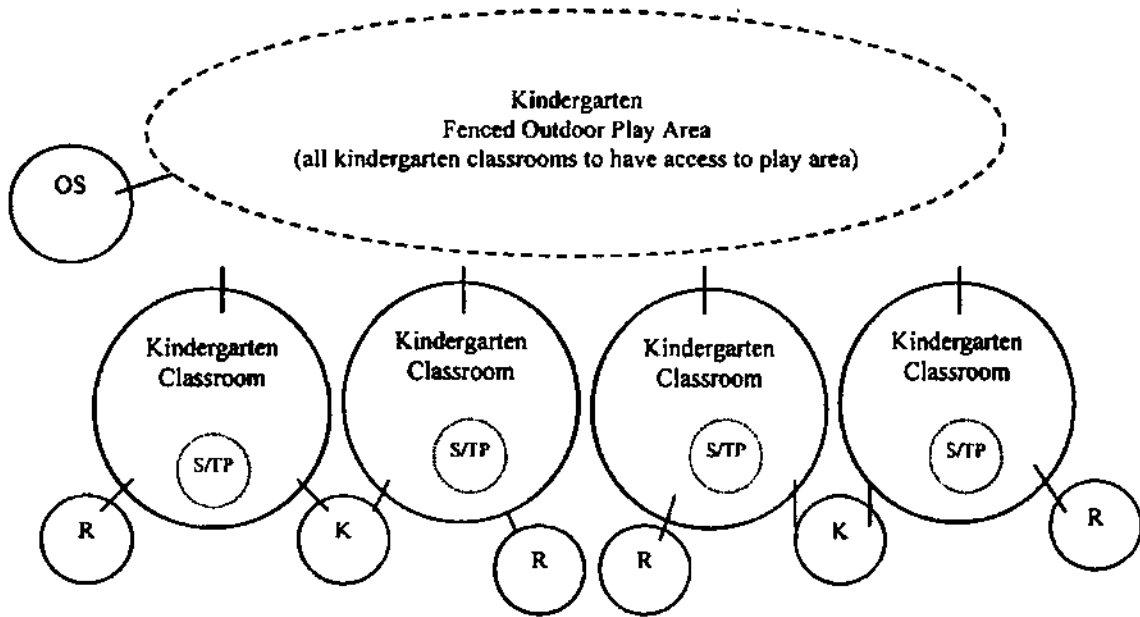 Kindergarten
Fenced Outdoor Play Area
(all kindergarten classrooms to have access to play area)
OS
Kindergarten
Classroom
S/TP
Kindergarten
Classroom
S/TP
Kindergarten
Classroom
S/TP
Kindergarten
Classroom
S/TP
R
K
R
R
K
R